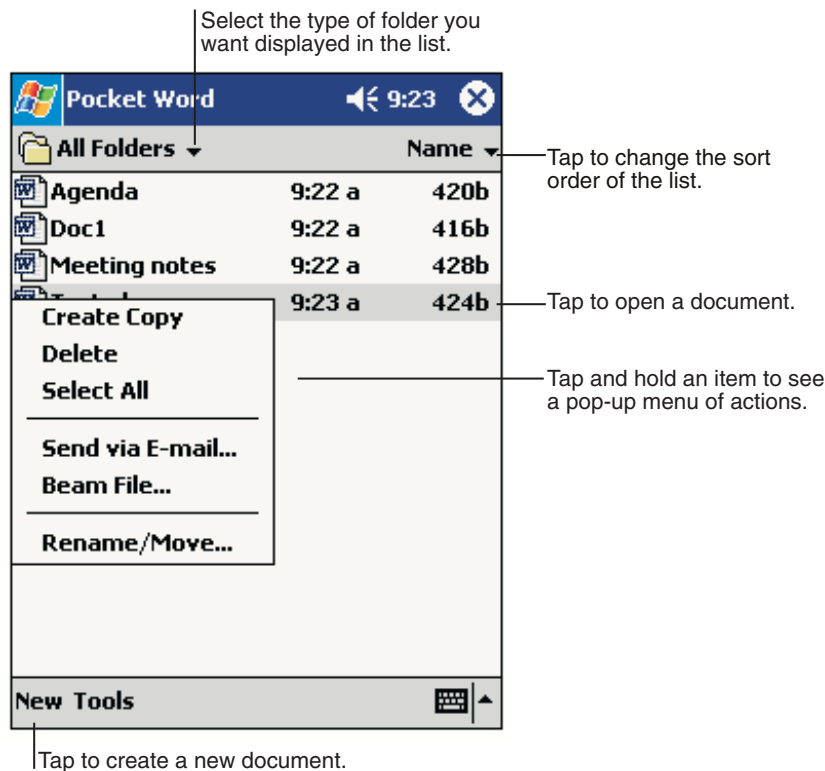 Select the type of folder you
want displayed in the list.
Pocket Word 9:23
All Folders Name
Tap to change the sort
order of the list.
Agenda 9:22 a 420b
Doc1 9:22 a 416b
Meeting notes 9:22 a 428b
9:23 a 424b
Tap to open a document.
Create Copy
Delete
Select All
Tap and hold an item to see
a pop-up menu of actions.
Send via E-mail...
Beam File...
Rename/Move...
New Tools
Tap to create a new document.